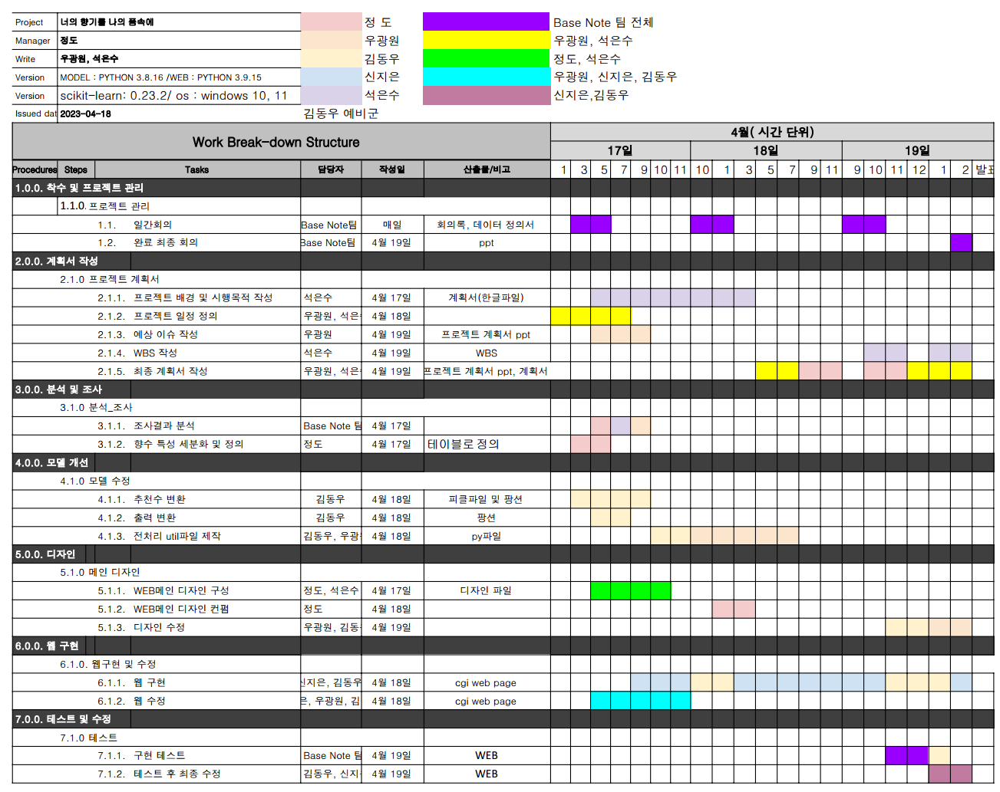 Project 너의 향기를 나의 품속에 정 도 Base Note 팀 전체
Manager 정도 우광원 우광원, 석은수
Write 우광원, 석은수 김동우 정도, 석은수
Version MODEL : PYTHON 3.8.16 /WEB : PYTHON 3.9.15 신지은 우광원, 신지은, 김동우
Version scikit-learn: 0.23.2/ os : windows 10, 11 석은수 신지은,김동우
Issued dat 2023-04-18 김동우 예비군
Work Break-down Structure 4월( 시간 단위)
17일 18일 19일
Procedures Steps Tasks 담당자 작성일 산출물/비고 1 3 5 7 9 10 11 10 1 3 5 7 9 11 9 10 11 12 1 2 발표
1.0.0. 착수 및 프로젝트 관리
1.1.0. 프로젝트 관리
1.1. 일간회의 Base Note팀 매일 회의록, 데이터 정의서
1.2. 완료 최종 회의 Base Note팀 4월 19일 ppt
2.0.0. 계획서 작성
2.1.0 프로젝트 계획서
2.1.1. 프로젝트 배경 및 시행목적 작성 석은수 4월 17일 계획서(한글파일)
2.1.2. 프로젝트 일정 정의 우광원, 석은 4월 18일
2.1.3. 예상 이슈 작성 우광원 4월 19일 프로젝트 계획서 ppt
2.1.4. WBS 작성 석은수 4월 19일 WBS
2.1.5. 최종 계획서 작성 우광원, 석은 4월 19일 프로젝트 계획서 ppt, 계획서
3.0.0. 분석 및 조사
3.1.0 분석_조사
3.1.1. 조사결과 분석 Base Note 팀 4월 17일
3.1.2. 향수 특성 세분화 및 정의 정도 4월 17일 테이블로 정의
4.0.0. 모델 개선
4.1.0 모델 수정
4.1.1. 추천수 변환 김동우 4월 18일 피클파일 및 팡션
4.1.2. 출력 변환 김동우 4월 18일 팡션
4.1.3. 전처리 util파일 제작 김동우, 우광 4월 18일 py파일
5.0.0. 디자인
5.1.0 메인 디자인
5.1.1. WEB메인 디자인 구성 정도, 석은수 4월 17일 디자인 파일
5.1.2. WEB메인 디자인 컨펌 정도 4월 18일
5.1.3. 디자인 수정 우광원, 김동 4월 19일
6.0.0. 웹 구현
6.1.0. 웹구현 및 수정
6.1.1. 웹 구현 신지은, 김동우 4월 18일 cgi web page
6.1.2. 웹 수정 은, 우광원, 김 4월 18일 cgi web page
7.0.0. 테스트 및 수정
7.1.0 테스트
7.1.1. 구현 테스트 Base Note 팀 4월 19일 WEB
7.1.2. 테스트 후 최종 수정 김동우, 신지 4월 19일 WEB